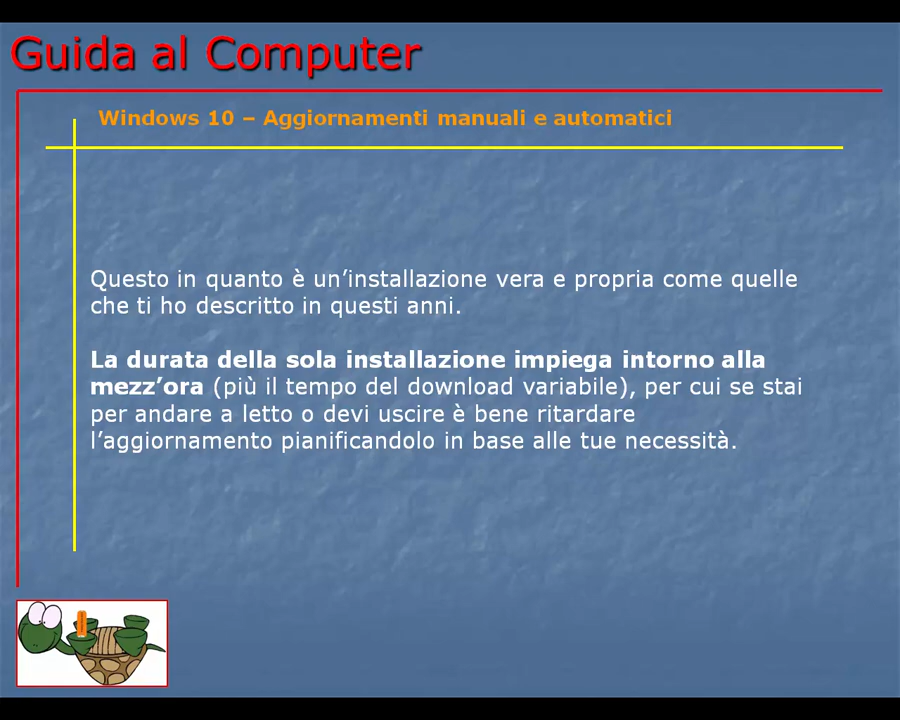 Guida al Computer
Windows 10 – Aggiornamenti manuali e automatici
Questo in quanto è un’installazione vera e propria come quelle
che ti ho descritto in questi anni.
La durata della sola installazione impiega intorno alla
mezz’ora (più il tempo del download variabile), per cui se stai
per andare a letto o devi uscire è bene ritardare
l’aggiornamento pianificandolo in base alle tue necessità.